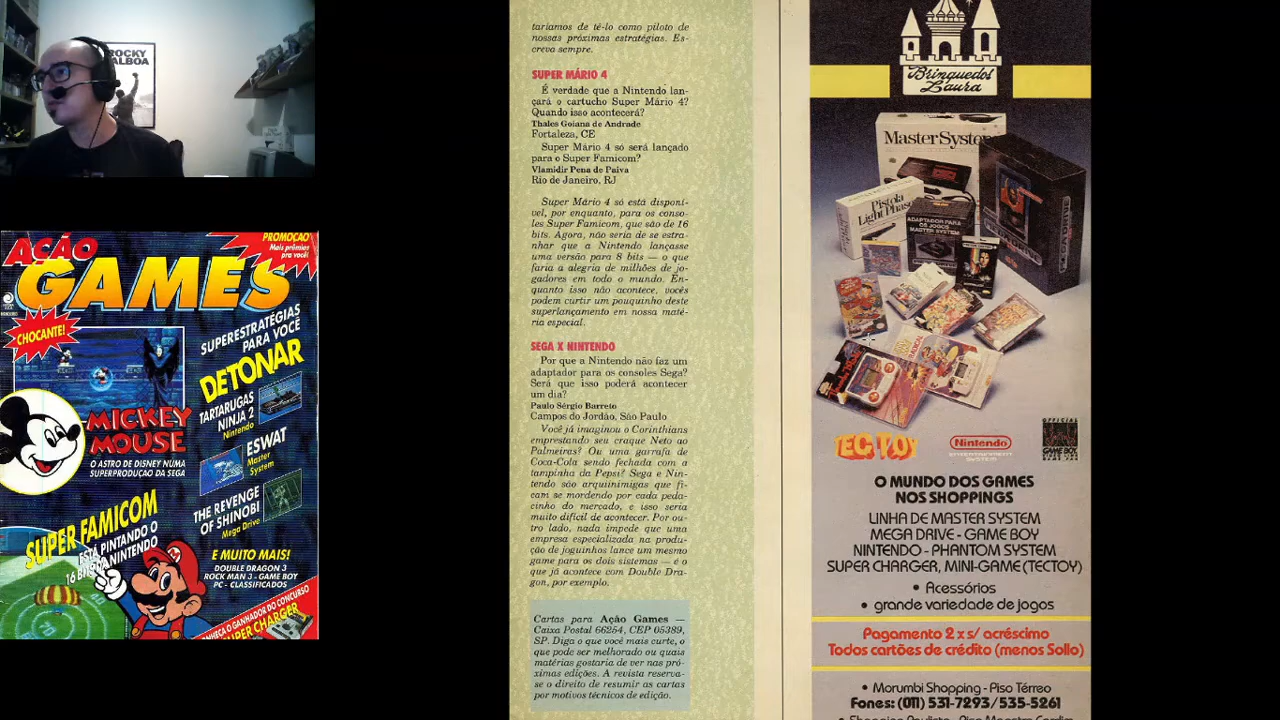 ROCKY
BALBOA
AÇÃO
GAMES
PROMOÇÃO
Mais prêmios
pra você!
CHOCANTE!
SUPERESTRATÉGIAS
PARA VOCÊ
DETONAR
TARTARUGAS
NINJA 2
Nintendo
MICKEY
MOUSE
O ASTRO DE DISNEY NUMA
SUPERPRODUÇÃO DA SEGA
ESWAT
Master
System
THE REVENGE
OF SHINOBI
Mega Drive
SUPER FAMICOM
ESTÁ PINTANDO O
16 BITS DA NINTENDO
E MUITO MAIS!
DOUBLE DRAGON 3
ROCK MAN 3 - GAME BOY
PC - CLASSIFICADOS
CONHEÇA O GANHADOR DO CONCURSO
SUPER CHARGER
taríamos de tê-lo como piloto de
nossas próximas estratégias. Es-
creva sempre.
SUPER MÁRIO 4
É verdade que a Nintendo lan-
çará o cartucho Super Mário 4?
Quando isso acontecerá?
Thales Goiana de Andrade
Fortaleza, CE
Super Mário 4 só será lançado
para o Super Famicom?
Vlamidir Pena de Paiva
Rio de Janeiro, RJ
Super Mário 4 só está disponí-
vel, por enquanto, para os conso-
les Super Famicom, que são de 16
bits. Agora, não seria de se estra-
nhar que a Nintendo lançasse
uma versão para 8 bits — o que
faria a alegria de milhões de jo-
gadores em todo o mundo. En-
quanto isso não acontece, vocês
podem curtir um pouquinho deste
superlançamento em nossa maté-
ria especial.
SEGA X NINTENDO
Por que a Nintendo não faz um
adaptador para os consoles Sega?
Será que isso poderá acontecer
um dia?
Paulo Sérgio Barreto
Campos do Jordão, São Paulo
Você já imaginou o Corinthians
emprestando seu craque Neto ao
Palmeiras? Ou uma garrafa de
Coca-Cola sendo fechada com a
tampinha da Pepsi? Sega e Nin-
tendo são arquiinimigas que fi-
cam se mordendo por cada peda-
cinho do mercado, e isso seria
muito difícil de acontecer. Por ou-
tro lado, nada impede que uma
empresa especializada na produ-
ção de joguinhos lance um mesmo
game para os dois sistemas — é o
que já acontece com Double Dra-
gon, por exemplo.
Cartas para Ação Games —
Caixa Postal 66254, CEP 05389,
SP. Diga o que você mais curte, o
que pode ser melhorado ou quais
matérias gostaria de ver nas pró-
ximas edições. A revista reserva-
se o direito de resumir as cartas
por motivos técnicos de edição.
Brinquedos
Laura
Master System
Pistola
Light Phaser
ADAPTADOR PARA
OS JOGOS
MASTER SYSTEM
TEC TOY
Nintendo
ENTERTAINMENT
SYSTEM
OFFICIAL
GAME BOY
O MUNDO DOS GAMES
NOS SHOPPINGS
LINHA DE MASTER SYSTEM
MEGA DRIVE - GAME BOY
NINTENDO - PHANTOM SYSTEM
SUPER CHARGER, MINI-GAME (TECTOY)
• Acessórios
• grande variedade de jogos
Pagamento 2 x s/ acréscimo
Todos cartões de crédito (menos Sollo)
• Morumbi Shopping - Piso Térreo
Fones: (011) 531-7293/535-5261